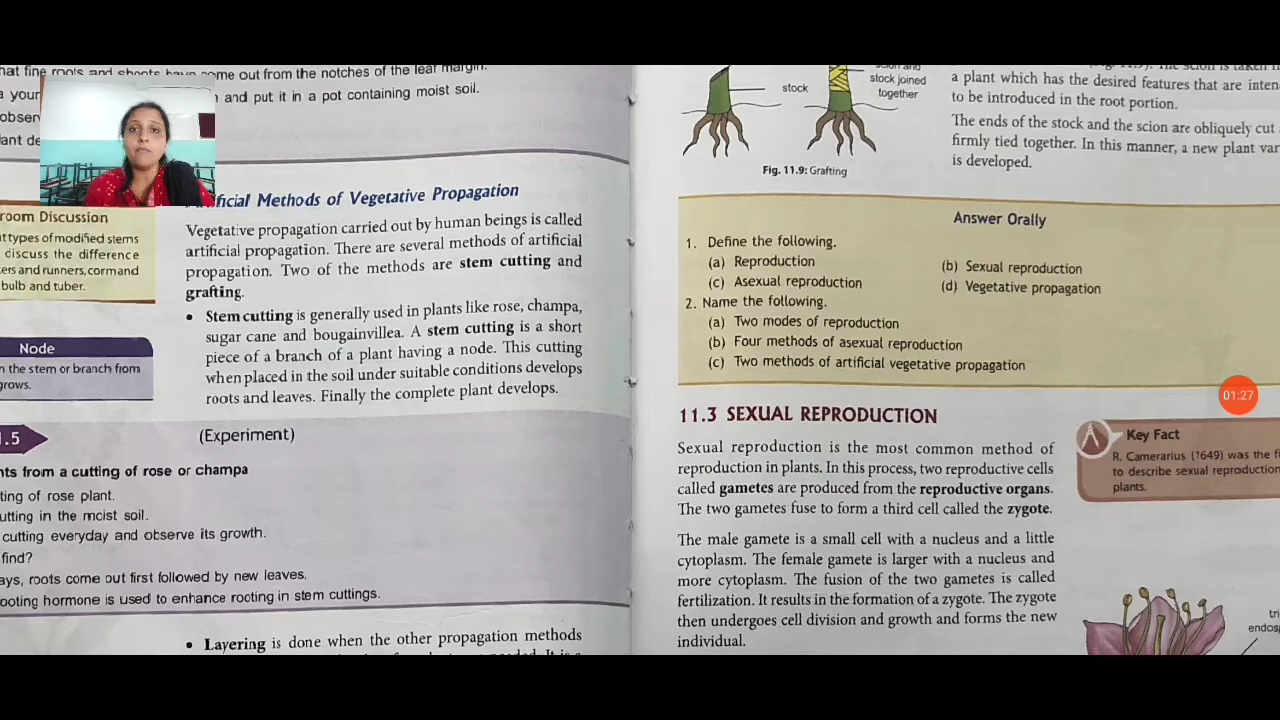 hat fine roots and shoots have come out from the notches of the leaf margin.
a your
and put it in a pot containing moist soil.
obser
lant de
ficial Methods of Vegetative Propagation
room Discussion
t types of modified stems
discuss the difference
ers and runners, corm and
bulb and tuber.
Vegetative propagation carried out by human beings is called
artificial propagation. There are several methods of artificial
propagation. Two of the methods are stem cutting and
grafting.
• Stem cutting is generally used in plants like rose, champa,
sugar cane and bougainvillea. A stem cutting is a short
piece of a branch of a plant having a node. This cutting
when placed in the soil under suitable conditions develops
roots and leaves. Finally the complete plant develops.
Node
n the stem or branch from
grows.
1.5
(Experiment)
nts from a cutting of rose or champa
ting of rose plant.
utting in the moist soil.
cutting everyday and observe its growth.
find?
ays, roots come out first followed by new leaves.
ooting hormone is used to enhance rooting in stem cuttings.
• Layering is done when the other propagation methods
stock
scion and
stock joined
together
Fig. 11.9: Grafting
a plant which has the desired features that are inten
to be introduced in the root portion.
The ends of the stock and the scion are obliquely cut
firmly tied together. In this manner, a new plant var
is developed.
Answer Orally
1. Define the following.
(a) Reproduction
(b) Sexual reproduction
(c) Asexual reproduction
(d) Vegetative propagation
2. Name the following.
(a) Two modes of reproduction
(b) Four methods of asexual reproduction
(c) Two methods of artificial vegetative propagation
01:27
11.3 SEXUAL REPRODUCTION
Sexual reproduction is the most common method of
reproduction in plants. In this process, two reproductive cells
called gametes are produced from the reproductive organs.
The two gametes fuse to form a third cell called the zygote.
The male gamete is a small cell with a nucleus and a little
cytoplasm. The female gamete is larger with a nucleus and
more cytoplasm. The fusion of the two gametes is called
fertilization. It results in the formation of a zygote. The zygote
then undergoes cell division and growth and forms the new
individual.
Key Fact
R. Camerarius (1649) was the fi
to describe sexual reproduction
plants.
tri
endosp